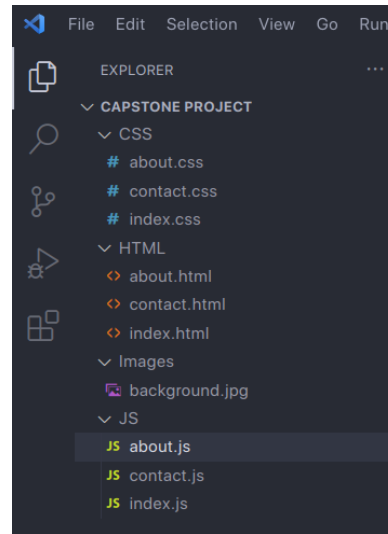 File Edit Selection View Go Run
EXPLORER ...
CAPSTONE PROJECT
CSS
# about.css
# contact.css
# index.css
HTML
<> about.html
<> contact.html
<> index.html
Images
background.jpg
JS
JS about.js
JS contact.js
JS index.js